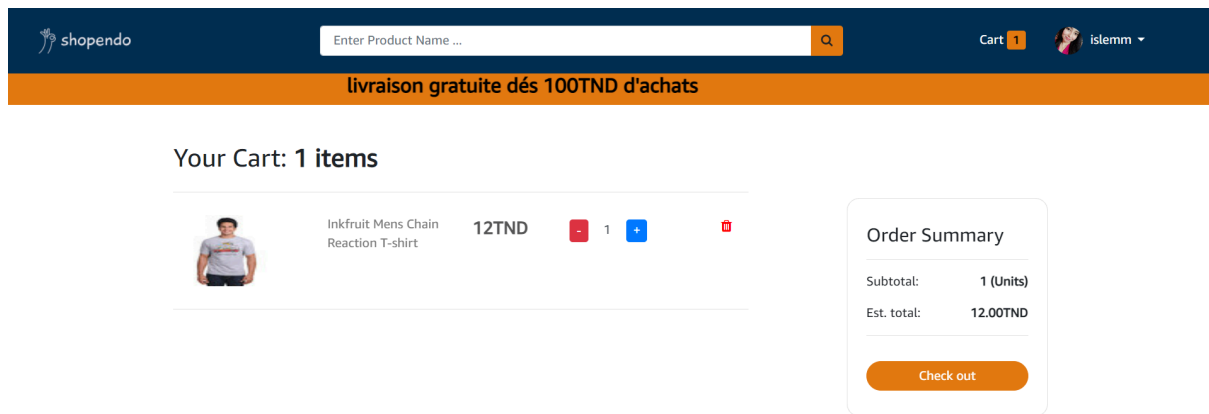 shopendo
Enter Product Name ...
Cart 1
islemm
livraison gratuite dés 100TND d'achats
Your Cart: 1 items
Inkfruit Mens Chain
Reaction T-shirt
12TND
- 1 +
Order Summary
Subtotal: 1 (Units)
Est. total: 12.00TND
Check out